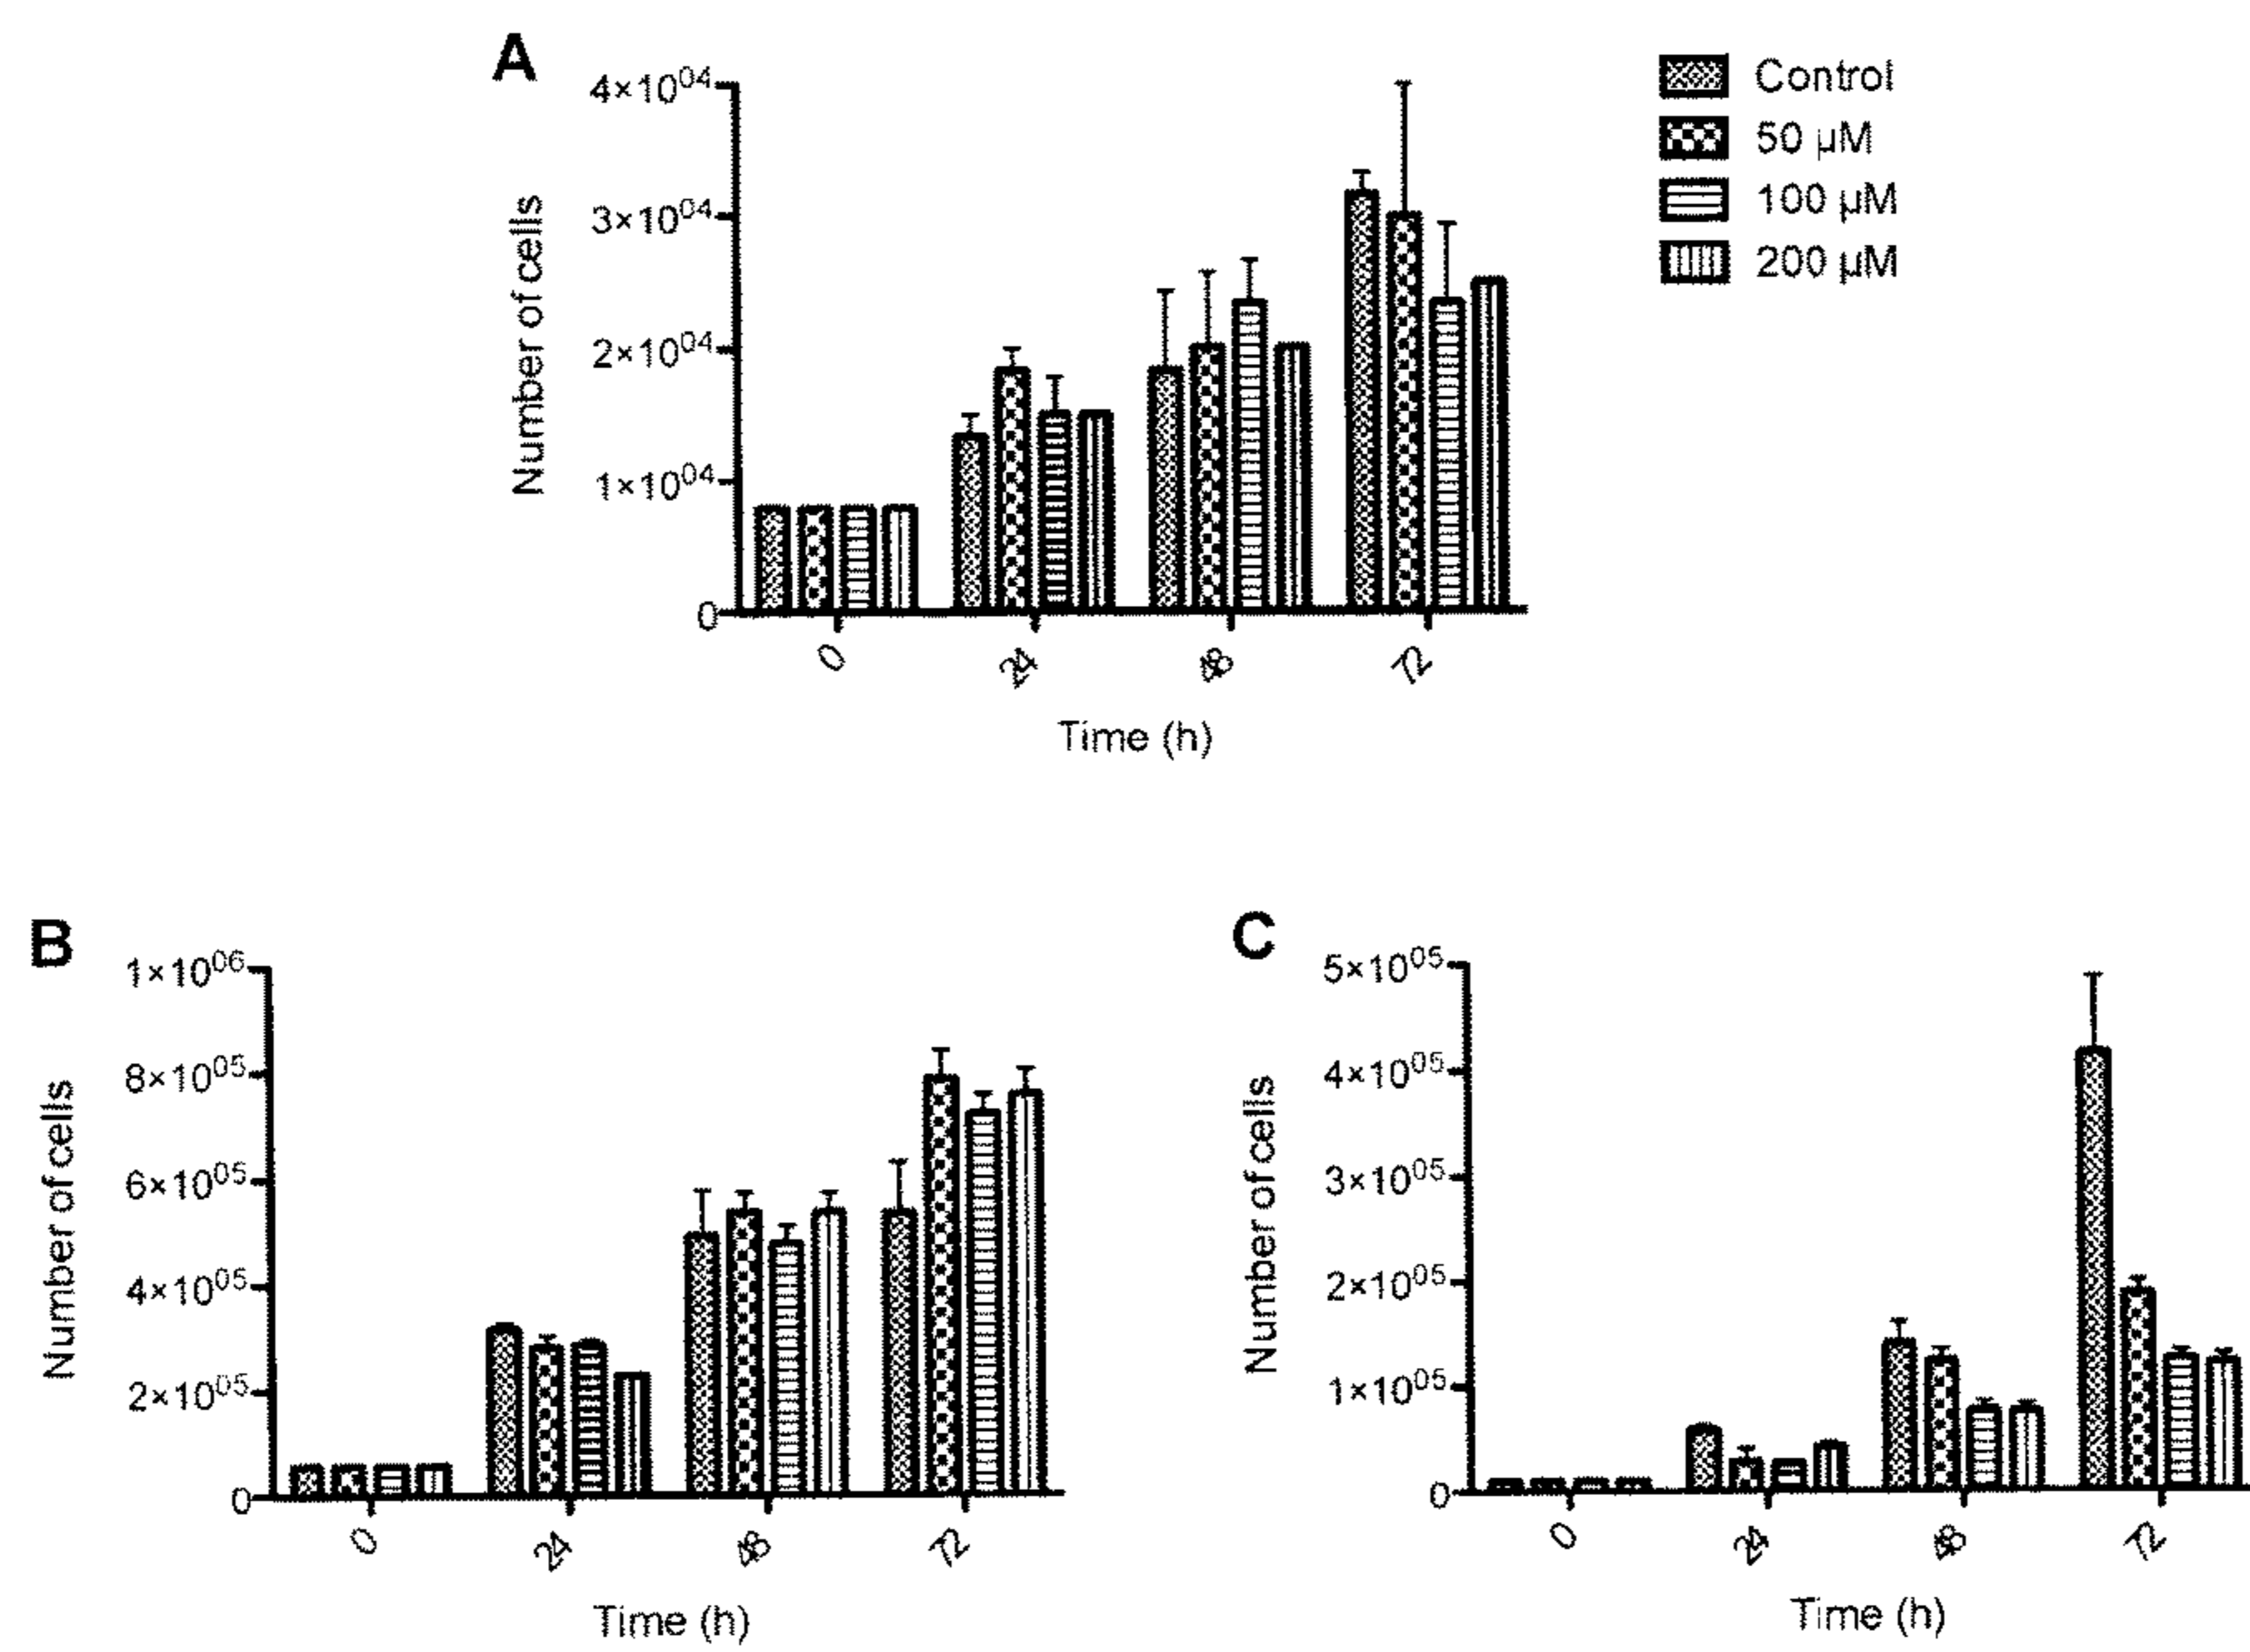 A
4×10^04
3×10^04
2×10^04
1×10^04
0
Number of cells
0 24 48 72
Time (h)
Control
50 µM
100 µM
200 µM
B
1×10^06
8×10^05
6×10^05
4×10^05
2×10^05
0
Number of cells
0 24 48 72
Time (h)
C
5×10^05
4×10^05
3×10^05
2×10^05
1×10^05
0
Number of cells
0 24 48 72
Time (h)